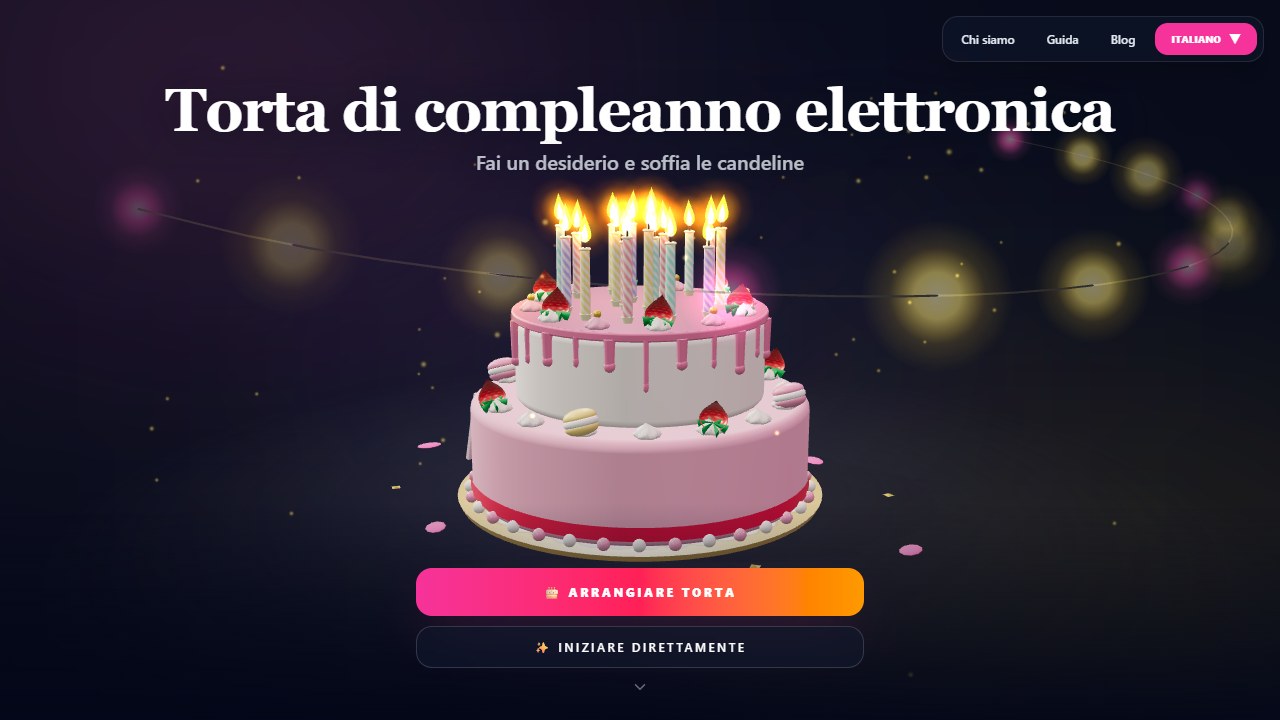 Chi siamo
Guida
Blog
ITALIANO ▼
Torta di compleanno elettronica
Fai un desiderio e soffia le candeline
🎂 ARRANGIARE TORTA
✨ INIZIARE DIRETTAMENTE